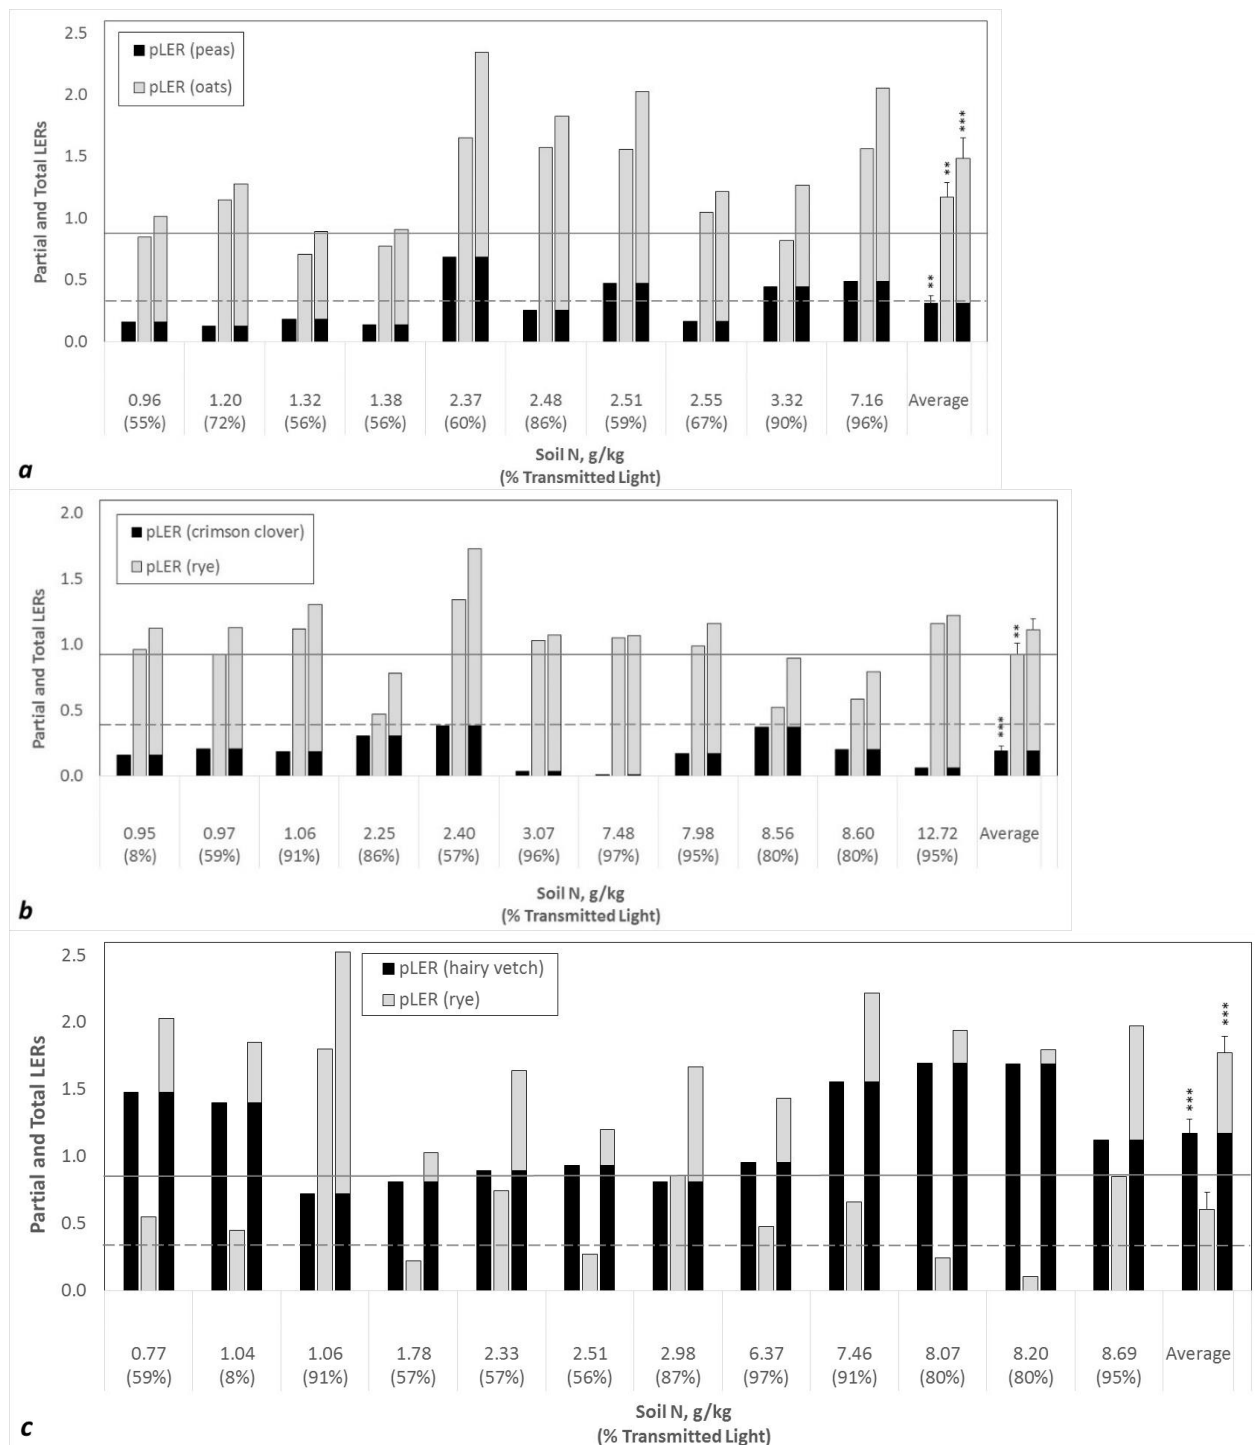 2.5
pLER (peas)
pLER (oats)
2.0
1.5
1.0
0.5
0.0
Partial and Total LERs
** ** ***
0.96 1.20 1.32 1.38 2.37 2.48 2.51 2.55 3.32 7.16 Average
(55%) (72%) (56%) (56%) (60%) (86%) (59%) (67%) (90%) (96%)
Soil N, g/kg
(% Transmitted Light)
a
2.0
pLER (crimson clover)
pLER (rye)
1.5
1.0
0.5
0.0
Partial and Total LERs
*** **
0.95 0.97 1.06 2.25 2.40 3.07 7.48 7.98 8.56 8.60 12.72 Average
(8%) (59%) (91%) (86%) (57%) (96%) (97%) (95%) (80%) (80%) (95%)
Soil N, g/kg
(% Transmitted Light)
b
2.5
pLER (hairy vetch)
pLER (rye)
2.0
1.5
1.0
0.5
0.0
Partial and Total LERs
*** ***
0.77 1.04 1.06 1.78 2.33 2.51 2.98 6.37 7.46 8.07 8.20 8.69 Average
(59%) (8%) (91%) (57%) (57%) (56%) (87%) (97%) (91%) (80%) (80%) (95%)
Soil N, g/kg
(% Transmitted Light)
c